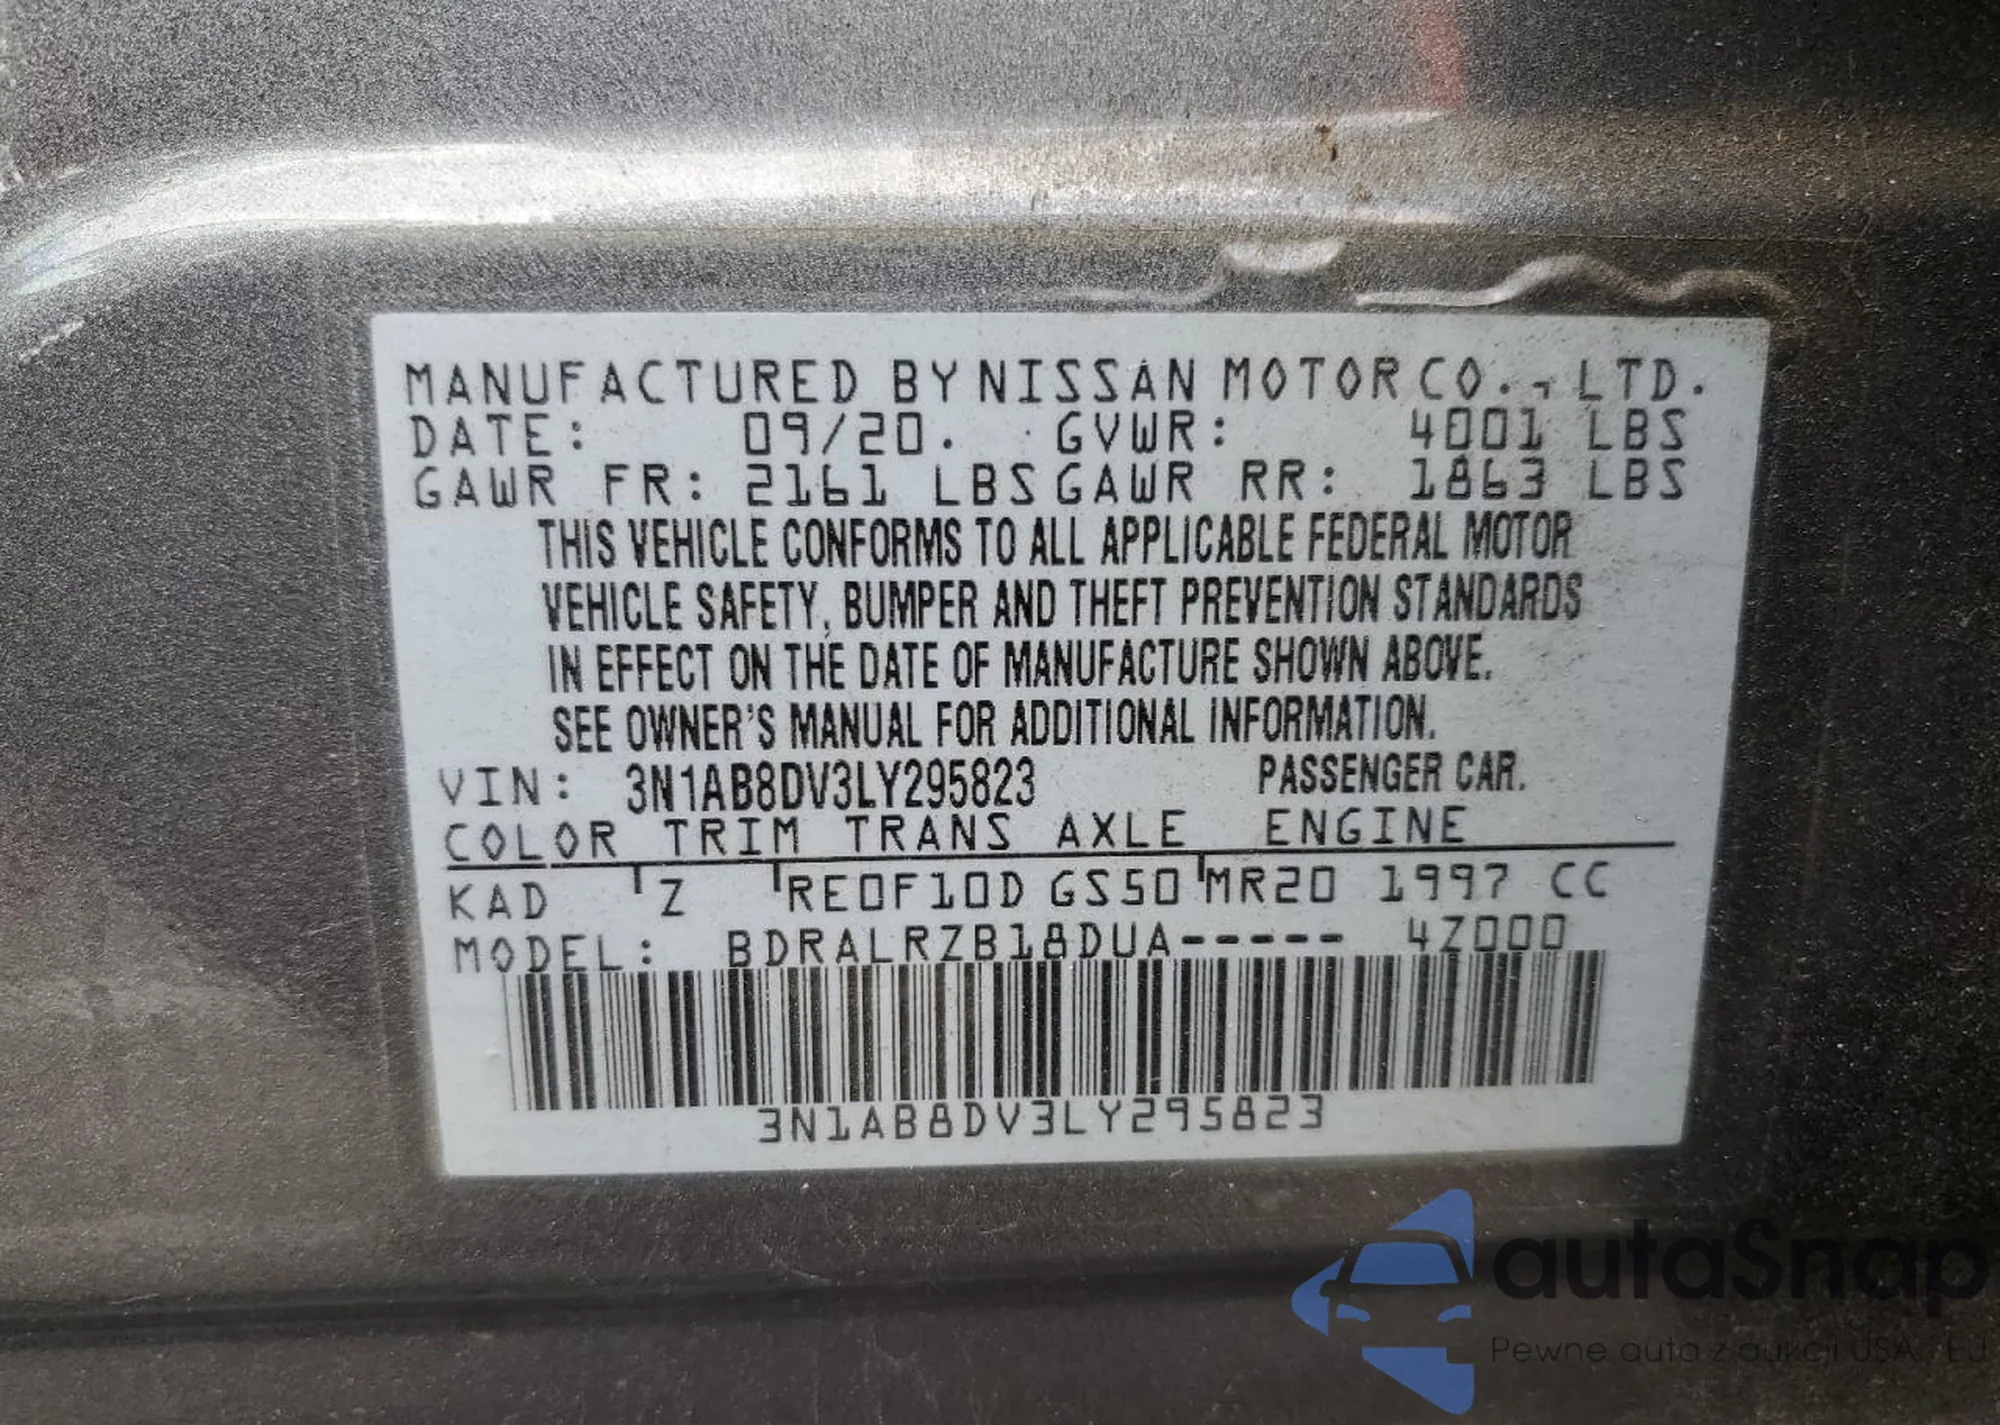 MANUFACTURED BY NISSAN MOTOR CO., LTD.
DATE: 09/20. GVWR: 4001 LBS
GAWR FR: 2161 LBS GAWR RR: 1863 LBS
THIS VEHICLE CONFORMS TO ALL APPLICABLE FEDERAL MOTOR
VEHICLE SAFETY, BUMPER AND THEFT PREVENTION STANDARDS
IN EFFECT ON THE DATE OF MANUFACTURE SHOWN ABOVE.
SEE OWNER'S MANUAL FOR ADDITIONAL INFORMATION.
VIN: 3N1AB8DV3LY295823 PASSENGER CAR.
COLOR TRIM TRANS AXLE ENGINE
KAD Z RE0F10D GS50 MR20 1997 CC
MODEL: BDRALRZB18DUA----- 4Z000
3N1AB8DV3LY295823
autaSnap
Pewne auta z aukcji USA i EU